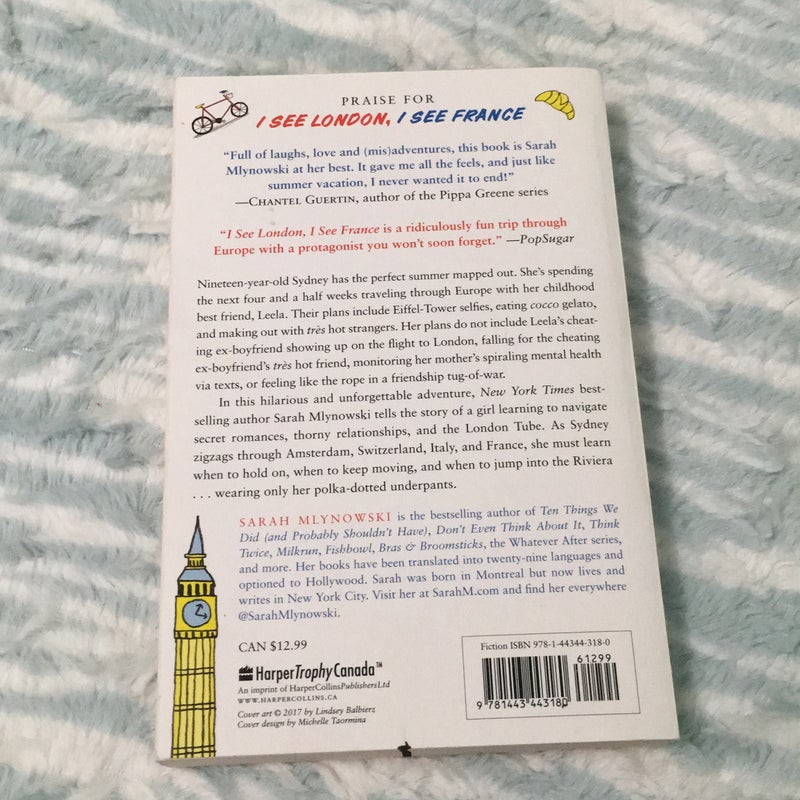 PRAISE FOR
I SEE LONDON, I SEE FRANCE
“Full of laughs, love and (mis)adventures, this book is Sarah
Mlynowski at her best. It gave me all the feels, and just like
summer vacation, I never wanted it to end!”
—CHANTEL GUERTIN, author of the Pippa Greene series
“I See London, I See France is a ridiculously fun trip through
Europe with a protagonist you won’t soon forget.” —PopSugar
Nineteen-year-old Sydney has the perfect summer mapped out. She’s spending
the next four and a half weeks traveling through Europe with her childhood
best friend, Leela. Their plans include Eiffel-Tower selfies, eating cocco gelato,
and making out with très hot strangers. Her plans do not include Leela’s cheat-
ing ex-boyfriend showing up on the flight to London, falling for the cheating
ex-boyfriend’s très hot friend, monitoring her mother’s spiraling mental health
via texts, or feeling like the rope in a friendship tug-of-war.
In this hilarious and unforgettable adventure, New York Times best-
selling author Sarah Mlynowski tells the story of a girl learning to navigate
secret romances, thorny relationships, and the London Tube. As Sydney
zigzags through Amsterdam, Switzerland, Italy, and France, she must learn
when to hold on, when to keep moving, and when to jump into the Riviera
. . . wearing only her polka-dotted underpants.
SARAH MLYNOWSKI is the bestselling author of Ten Things We
Did (and Probably Shouldn’t Have), Don’t Even Think About It, Think
Twice, Milkrun, Fishbowl, Bras & Broomsticks, the Whatever After series,
and more. Her books have been translated into twenty-nine languages and
optioned to Hollywood. Sarah was born in Montreal but now lives and
writes in New York City. Visit her at SarahM.com and find her everywhere
@SarahMlynowski.
CAN $12.99
HarperTrophyCanada™
An imprint of HarperCollinsPublishersLtd
WWW.HARPERCOLLINS.CA
Cover art © 2017 by Lindsey Balbierz
Cover design by Michelle Taormina
Fiction ISBN 978-1-44344-318-0
61299
9 781443 443180